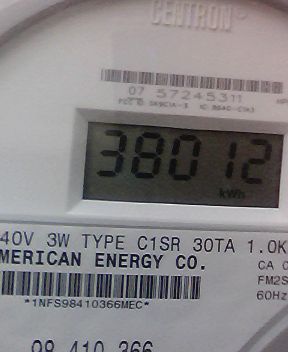 CENTRON®
07 57245311
38012
kWh
40V 3W TYPE C1SR 30TA 1.0K
MERICAN ENERGY CO.
CA 0
FM2S
60Hz
*1NFS98410366MEC*
98 410 366